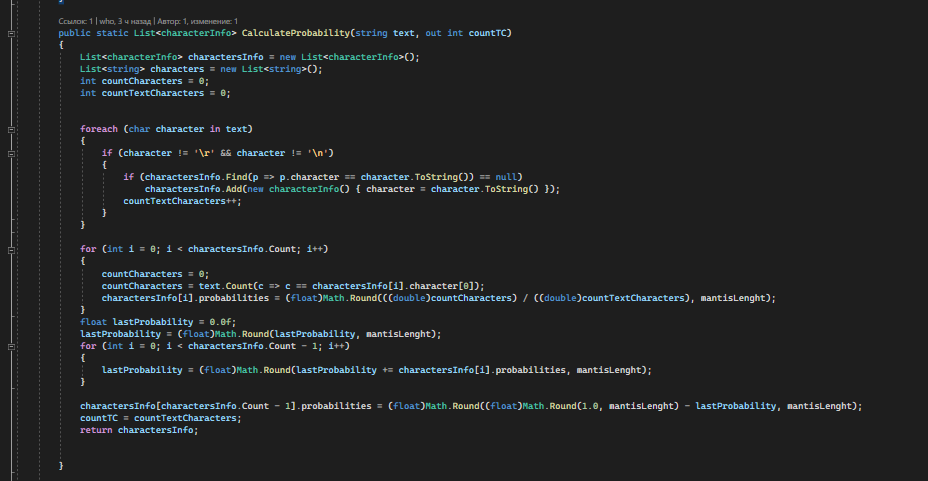 }
Ссылок: 1 | who, 3 ч назад | Автор: 1, изменение: 1
public static List<characterInfo> CalculateProbability(string text, out int countTC)
{
List<characterInfo> charactersInfo = new List<characterInfo>();
List<string> characters = new List<string>();
int countCharacters = 0;
int countTextCharacters = 0;
foreach (char character in text)
{
if (character != '\r' && character != '\n')
{
if (charactersInfo.Find(p => p.character == character.ToString()) == null)
charactersInfo.Add(new characterInfo() { character = character.ToString() });
countTextCharacters++;
}
}
for (int i = 0; i < charactersInfo.Count; i++)
{
countCharacters = 0;
countCharacters = text.Count(c => c == charactersInfo[i].character[0]);
charactersInfo[i].probabilities = (float)Math.Round(((double)countCharacters) / ((double)countTextCharacters), mantisLenght);
}
float lastProbability = 0.0f;
lastProbability = (float)Math.Round(lastProbability, mantisLenght);
for (int i = 0; i < charactersInfo.Count - 1; i++)
{
lastProbability = (float)Math.Round(lastProbability += charactersInfo[i].probabilities, mantisLenght);
}
charactersInfo[charactersInfo.Count - 1].probabilities = (float)Math.Round((float)Math.Round(1.0, mantisLenght) - lastProbability, mantisLenght);
countTC = countTextCharacters;
return charactersInfo;
}